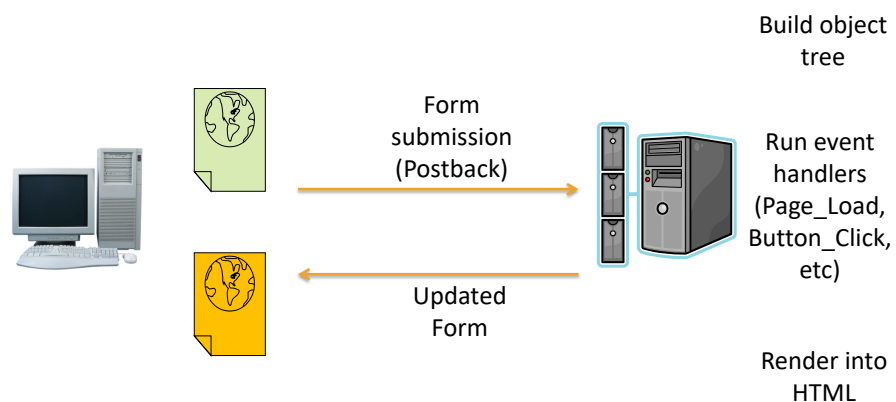 Build object
tree
Form
submission
(Postback)
Run event
handlers
(Page_Load,
Button_Click,
etc)
Updated
Form
Render into
HTML